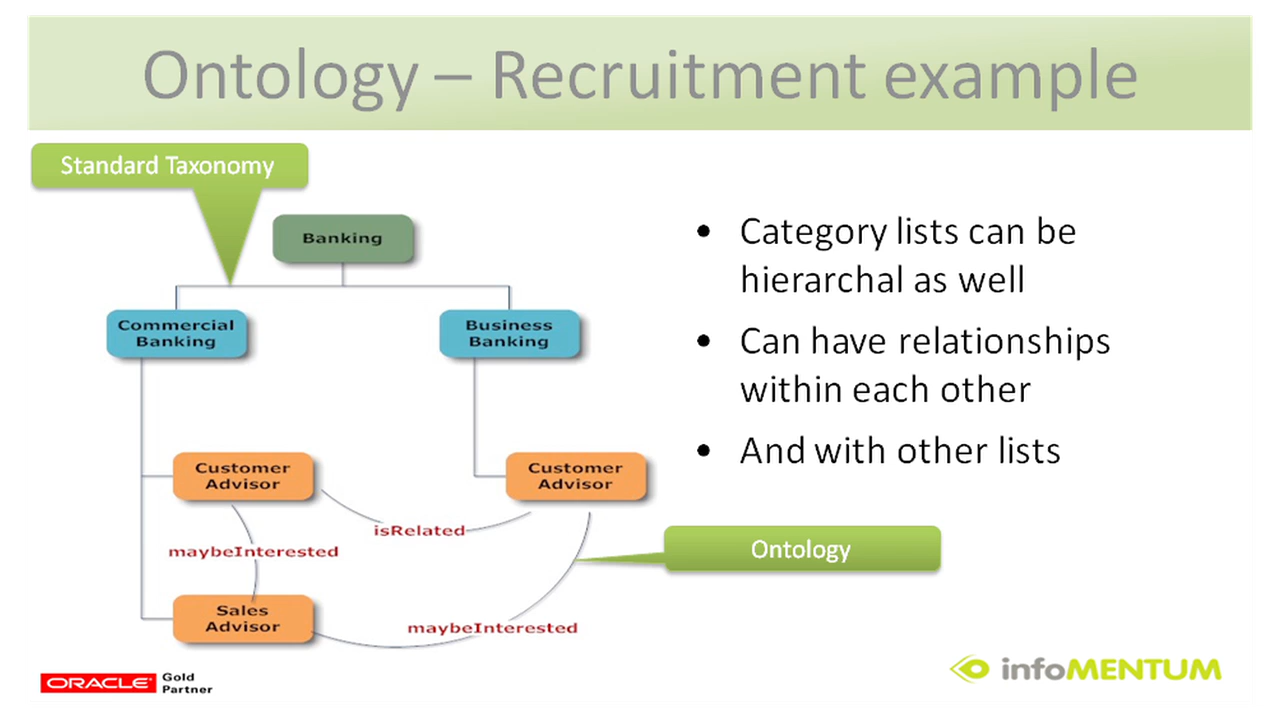 Ontology – Recruitment example
Standard Taxonomy
Banking
Commercial
Banking
Business
Banking
Customer
Advisor
Customer
Advisor
isRelated
maybeInterested
Sales
Advisor
maybeInterested
Ontology
• Category lists can be
hierarchal as well
• Can have relationships
within each other
• And with other lists
ORACLE Gold
Partner
infoMENTUM